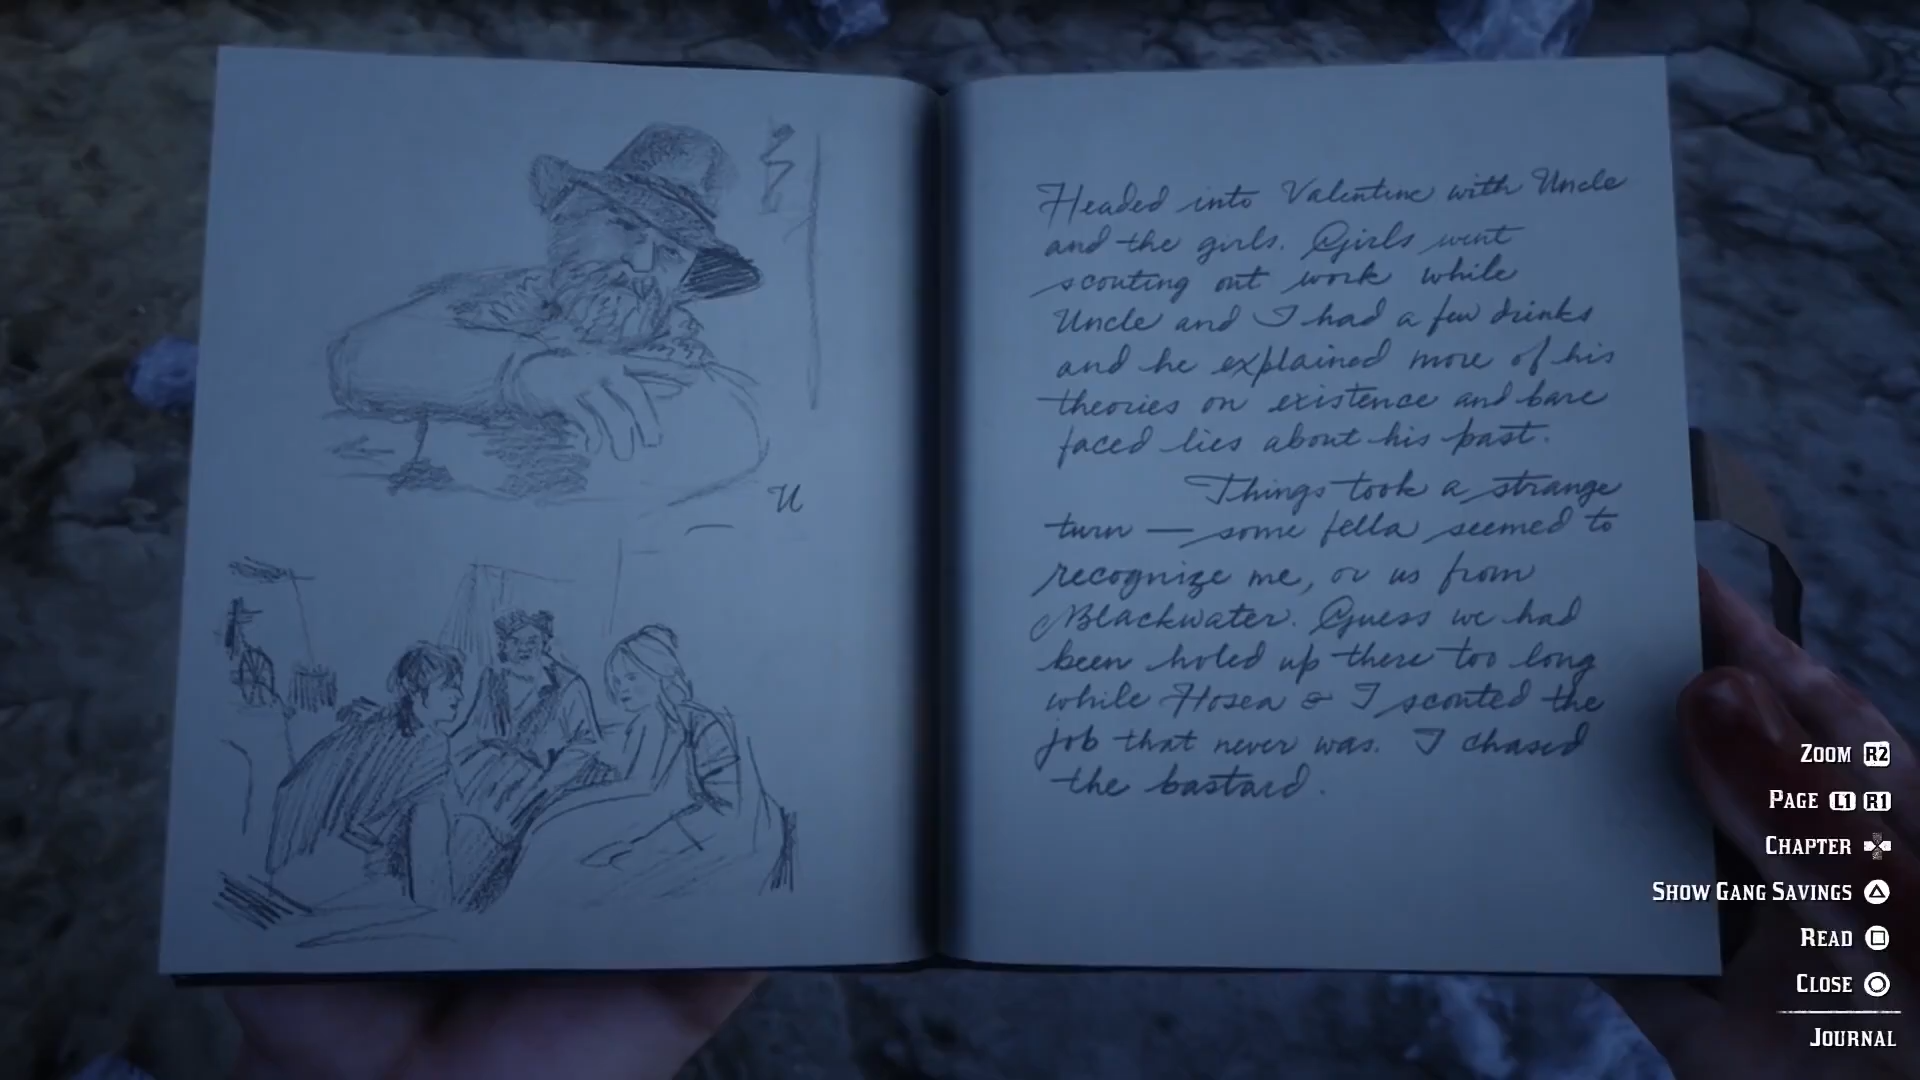 U
Headed into Valentine with Uncle
and the girls. Girls went
scouting out work while
Uncle and I had a few drinks
and he explained more of his
theories on existence and bare
faced lies about his past.
Things took a strange
turn — some fella seemed to
recognize me, or us from
Blackwater. Guess we had
been holed up there too long
while Hosea & I scouted the
job that never was. I chased
the bastard.
ZOOM R2
PAGE L1 R1
CHAPTER
SHOW GANG SAVINGS
READ
CLOSE
JOURNAL